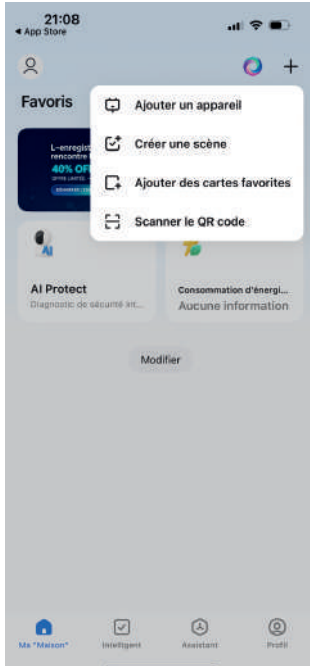 21:08
◀ App Store
Favoris
Ajouter un appareil
Créer une scène
Ajouter des cartes favorites
Scanner le QR code
L-enregist
rencontre
40% OF
AI
AI Protect
Diagnostic de sécurité int...
Consommation d'énergi...
Aucune information
Modifier
Ma "Maison"
Intelligent
Assistant
Profil